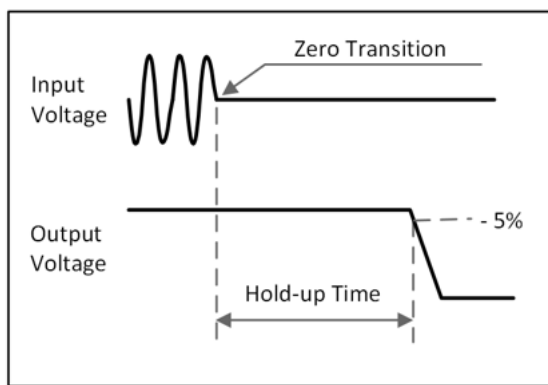 Zero Transition
Input
Voltage
- 5%
Output
Voltage
Hold-up Time